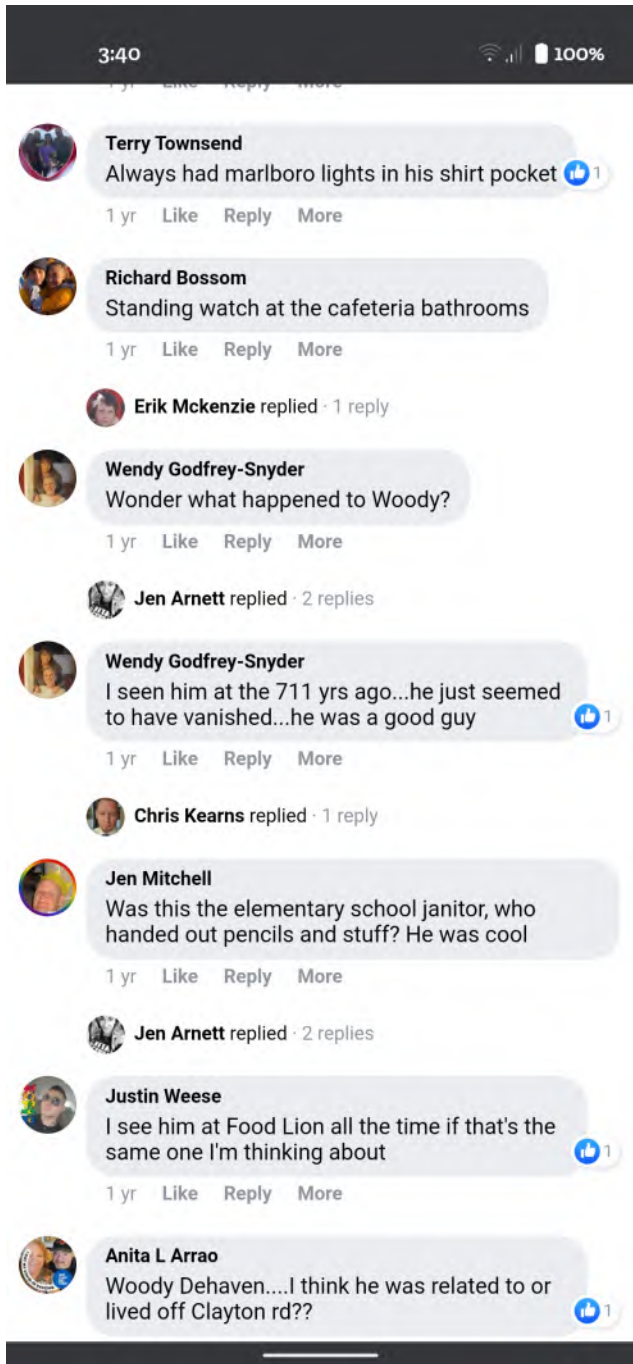 3:40 100%
Terry Townsend
Always had marlboro lights in his shirt pocket 1
1 yr Like Reply More
Richard Bossom
Standing watch at the cafeteria bathrooms
1 yr Like Reply More
Erik Mckenzie replied · 1 reply
Wendy Godfrey-Snyder
Wonder what happened to Woody?
1 yr Like Reply More
Jen Arnett replied · 2 replies
Wendy Godfrey-Snyder
I seen him at the 711 yrs ago...he just seemed
to have vanished...he was a good guy 1
1 yr Like Reply More
Chris Kearns replied · 1 reply
Jen Mitchell
Was this the elementary school janitor, who
handed out pencils and stuff? He was cool
1 yr Like Reply More
Jen Arnett replied · 2 replies
Justin Weese
I see him at Food Lion all the time if that's the
same one I'm thinking about 1
1 yr Like Reply More
Anita L Arrao
Woody Dehaven....I think he was related to or
lived off Clayton rd?? 1